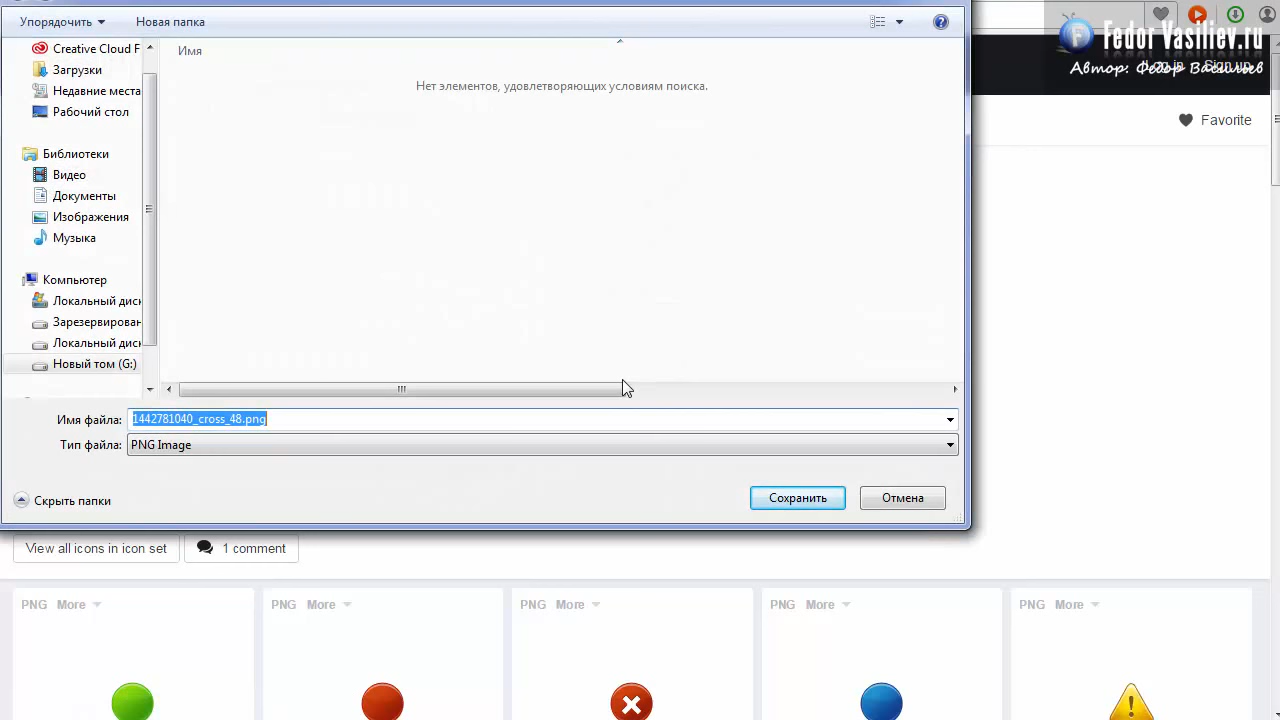 Упорядочить
Новая папка
Fedor Vasiliev.ru
Автор: Федор Васильев
Creative Cloud F
Загрузки
Недавние места
Рабочий стол
Имя
Нет элементов, удовлетворяющих условиям поиска.
Favorite
Библиотеки
Видео
Документы
Изображения
Музыка
Компьютер
Локальный диск
Зарезервирован
Локальный диск
Новый том (G:)
Имя файла: 1442781040_cross_48.png
Тип файла: PNG Image
Скрыть папки
Сохранить
Отмена
View all icons in icon set
1 comment
PNG More
PNG More
PNG More
PNG More
PNG More